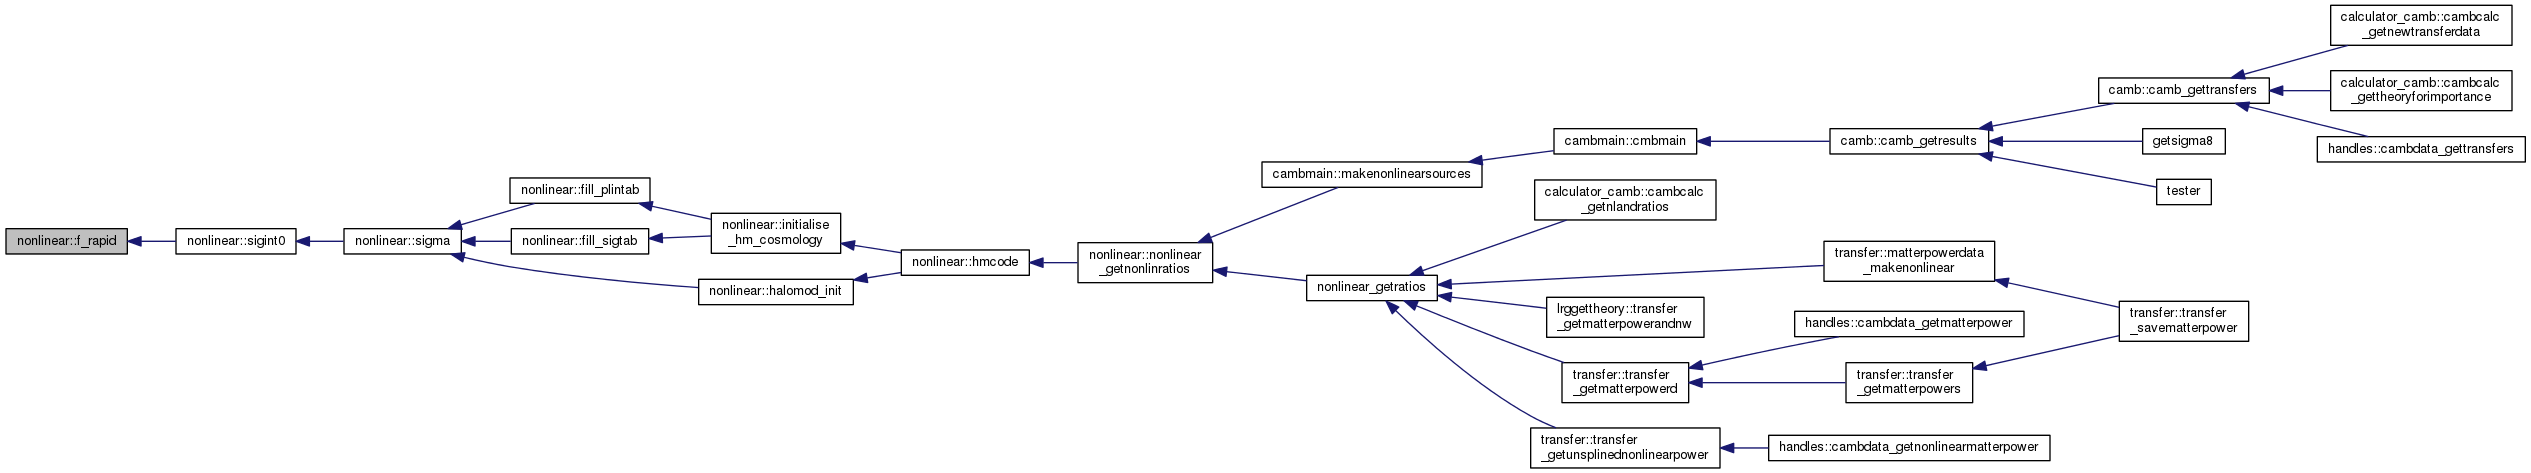 nonlinear::f_rapid
nonlinear::sigint0
nonlinear::sigma
nonlinear::fill_plintab
nonlinear::fill_sigtab
nonlinear::initialise
_hm_cosmology
nonlinear::halomod_init
nonlinear::hmcode
nonlinear::nonlinear
_getnonlinratios
cambmain::makenonlinearsources
nonlinear_getratios
cambmain::cmbmain
calculator_camb::cambcalc
_getnlandratios
transfer::matterpowerdata
_makenonlinear
lrggettheory::transfer
_getmatterpowerandnw
transfer::transfer
_getmatterpowerd
transfer::transfer
_getunsplinednonlinearpower
camb::camb_getresults
handles::cambdata_getmatterpower
transfer::transfer
_getmatterpowers
handles::cambdata_getnonlinearmatterpower
camb::camb_gettransfers
getsigma8
tester
transfer::transfer
_savematterpower
calculator_camb::cambcalc
_getnewtransferdata
calculator_camb::cambcalc
_gettheoryforimportance
handles::cambdata_gettransfers